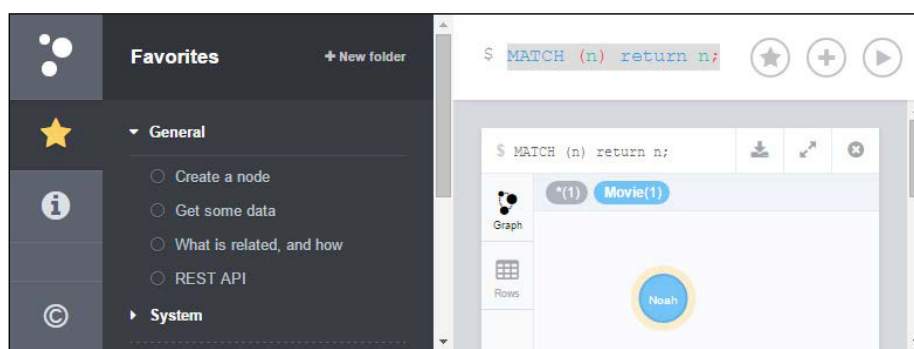 Favorites
+ New folder
General
Create a node
Get some data
What is related, and how
REST API
System
$ MATCH (n) return n;
$ MATCH (n) return n;
*(1) Movie(1)
Graph
Rows
Noah